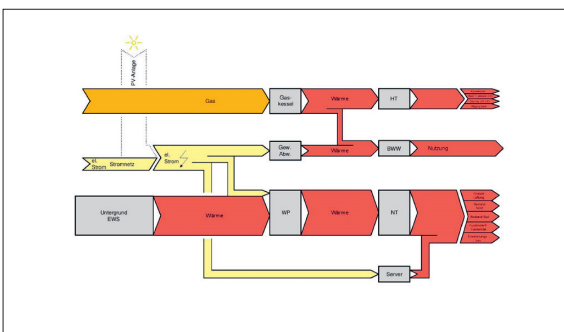 PV-Anlage
Gas
Gas-
kessel
Wärme
HT
el.
Strom
Stromnetz
el.
Strom
Gew.
Abw.
Wärme
BWW
Nutzung
Untergrund
EWS
Wärme
WP
Wärme
NT
Server